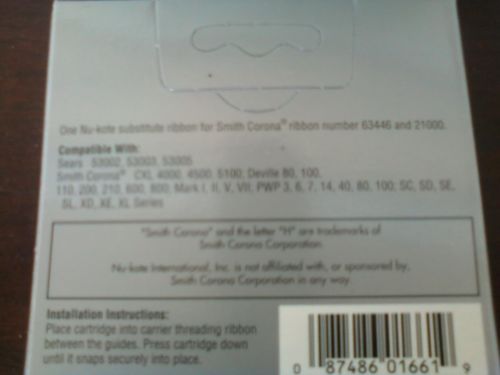 One Nu-kote substitute ribbon for Smith Corona® ribbon number 63446 and 21000.
Compatible With:
Sears 53002, 53003, 53005
Smith Corona® CXL 4000, 4500, 5100; Deville 80, 100,
110, 200, 210, 600, 800; Mark I, II, V, VII; PWP 3, 6, 7, 14, 40, 80, 100; SC, SD, SE,
SL, XD, XE, XL Series
"Smith Corona" and the letter "H" are trademarks of
Smith Corona Corporation.
Nu-kote International, Inc. is not affiliated with, or sponsored by,
Smith Corona Corporation in any way.
Installation Instructions:
Place cartridge into carrier threading ribbon
between the guides. Press cartridge down
until it snaps securely into place.
0 87486 01661 9